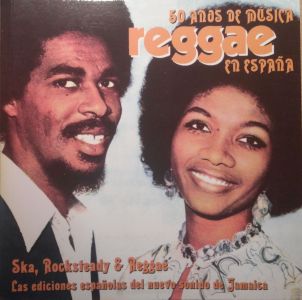 50 AÑOS DE MÚSICA
reggae
EN ESPAÑA
Ska, Rocksteady & Reggae
Las ediciones españolas del nuevo sonido de Jamaica